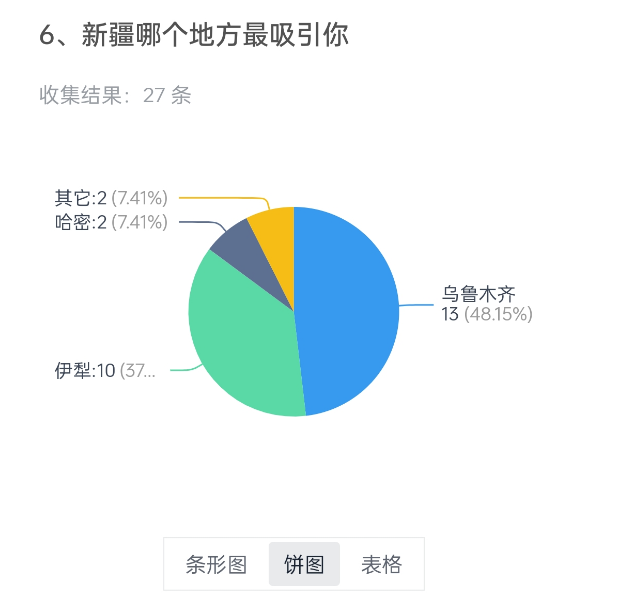 6、新疆哪个地方最吸引你
收集结果：27 条
其它:2 (7.41%)
哈密:2 (7.41%)
乌鲁木齐
13 (48.15%)
伊犁:10 (37...
条形图 饼图 表格